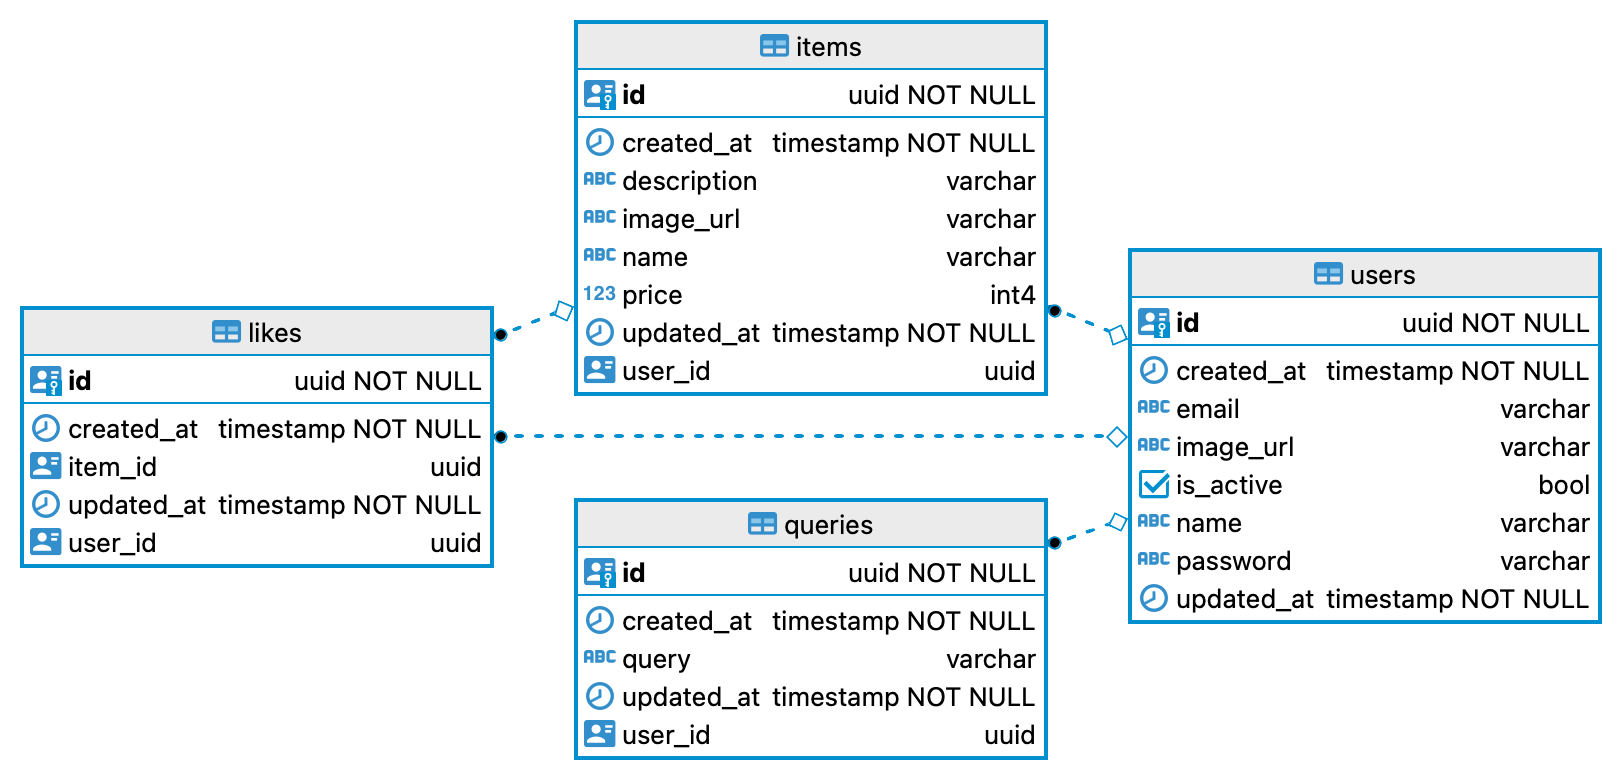 items
id uuid NOT NULL
created_at timestamp NOT NULL
ABC description varchar
ABC image_url varchar
ABC name varchar
123 price int4
updated_at timestamp NOT NULL
user_id uuid
likes
id uuid NOT NULL
created_at timestamp NOT NULL
item_id uuid
updated_at timestamp NOT NULL
user_id uuid
queries
id uuid NOT NULL
created_at timestamp NOT NULL
ABC query varchar
updated_at timestamp NOT NULL
user_id uuid
users
id uuid NOT NULL
created_at timestamp NOT NULL
ABC email varchar
ABC image_url varchar
is_active bool
ABC name varchar
ABC password varchar
updated_at timestamp NOT NULL